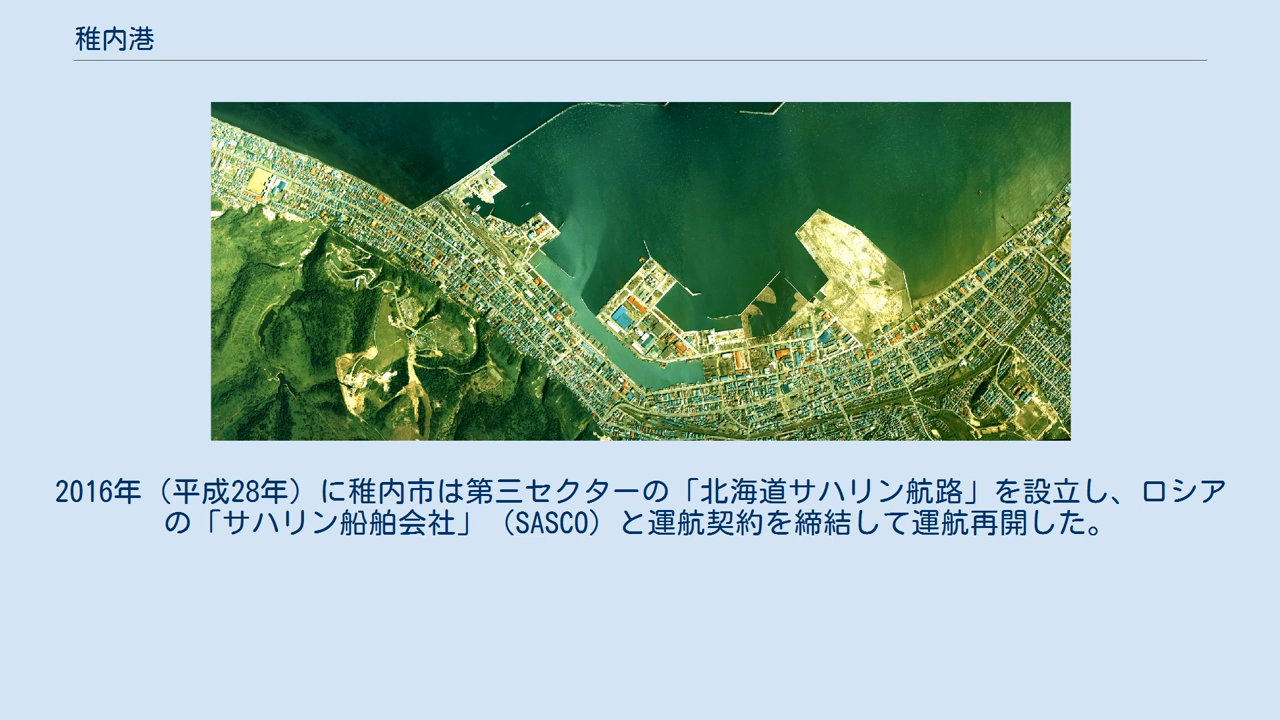 稚内港
2016年（平成28年）に稚内市は第三セクターの「北海道サハリン航路」を設立し、ロシア
の「サハリン船舶会社」（SASCO）と運航契約を締結して運航再開した。